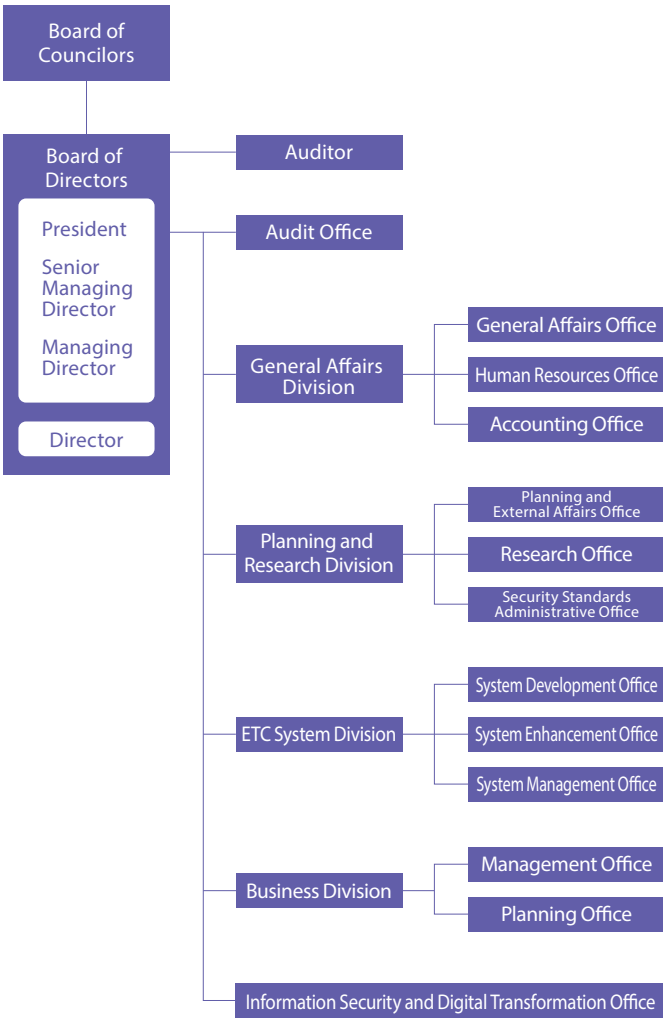 Board of
Councilors
Board of
Directors
President
Senior
Managing
Director
Managing
Director
Director
Auditor
Audit Office
General Affairs
Division
General Affairs Office
Human Resources Office
Accounting Office
Planning and
Research Division
Planning and
External Affairs Office
Research Office
Security Standards
Administrative Office
ETC System Division
System Development Office
System Enhancement Office
System Management Office
Business Division
Management Office
Planning Office
Information Security and Digital Transformation Office